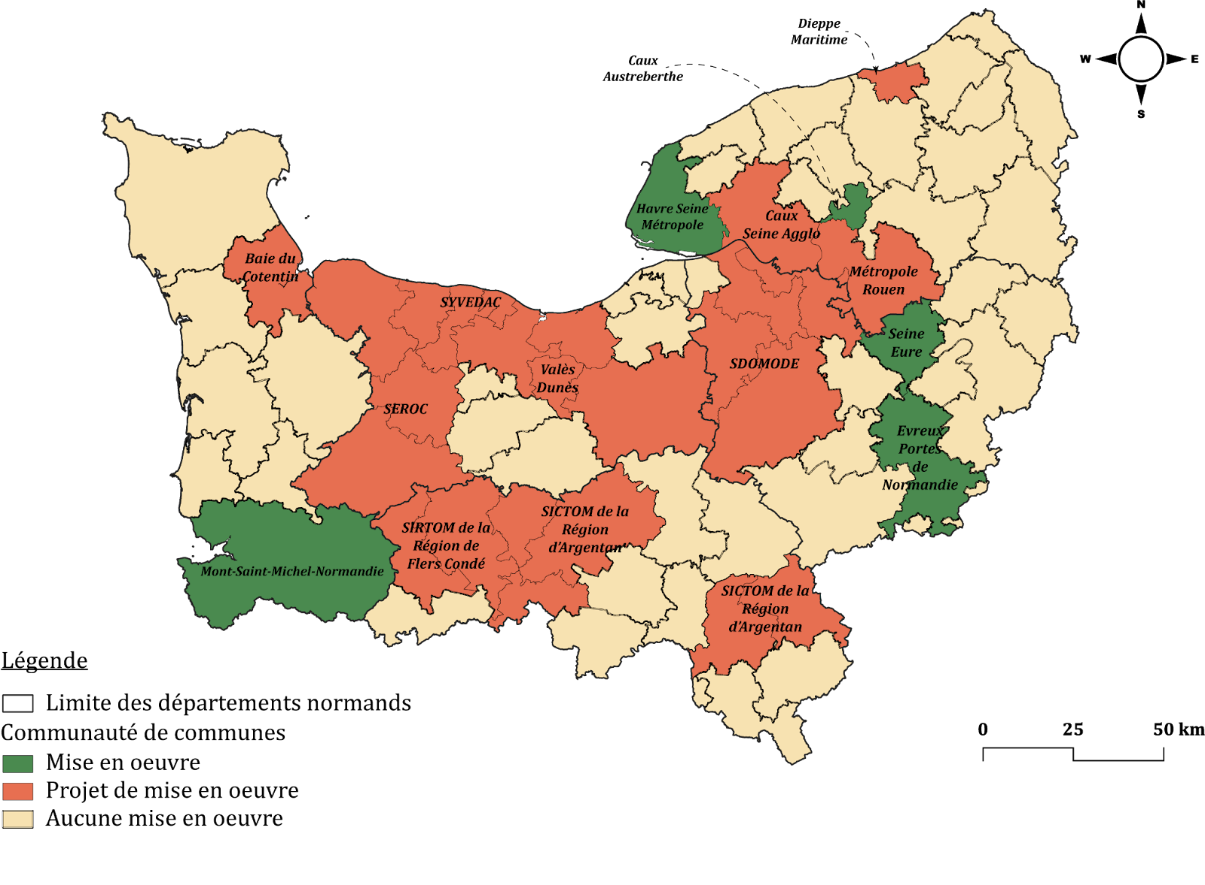 N
W
E
S
Dieppe
Maritime
Caux
Austreberthe
Havre Seine
Métropole
Caux
Seine Agglo
Baie du
Cotentin
Métropole
Rouen
SYVEDAC
Seine
Eure
Valès
Dunès
SDOMODE
SEROC
Evreux
Portes
de
Normandie
SIRTOM de la
Région de
Flers Condé
SICTOM de la
Région
d'Argentan
Mont-Saint-Michel-Normandie
SICTOM de la
Région
d'Argentan
Légende
Limite des départements normands
Communauté de communes
Mise en oeuvre
Projet de mise en oeuvre
Aucune mise en oeuvre
0 25 50 km